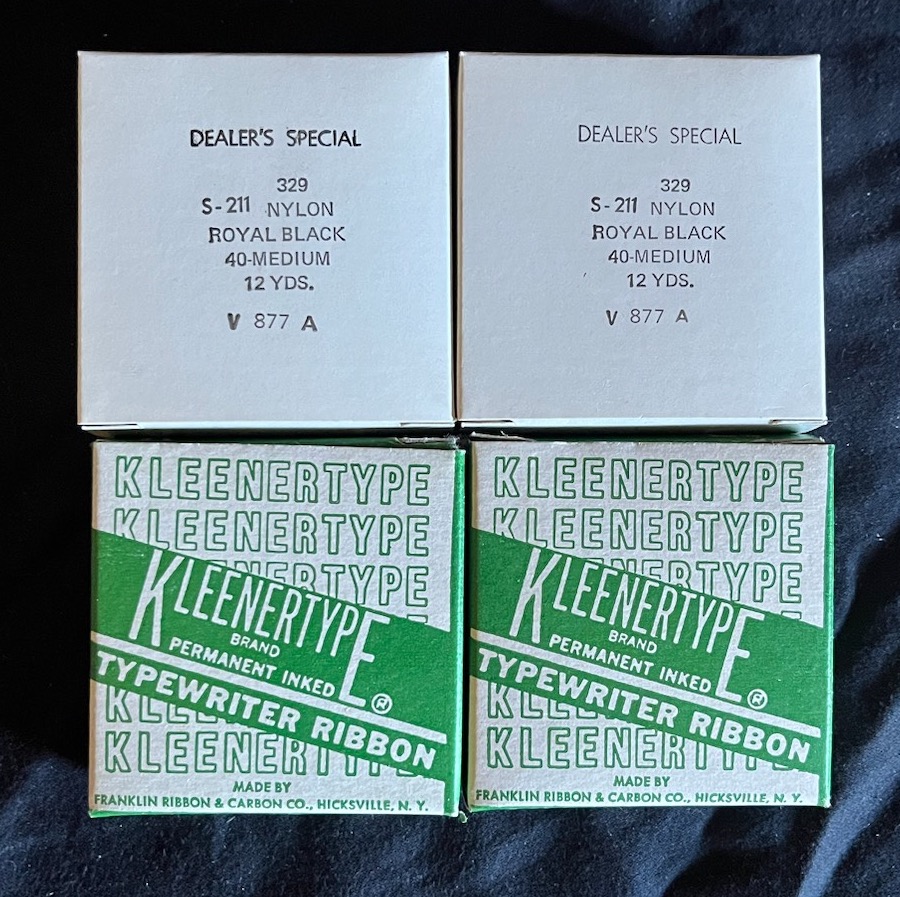 DEALER'S SPECIAL
329
S-211 NYLON
ROYAL BLACK
40-MEDIUM
12 YDS.
V 877 A
DEALER'S SPECIAL
329
S-211 NYLON
ROYAL BLACK
40-MEDIUM
12 YDS.
V 877 A
KLEENERTYPE
KLEENERTYPE
KLEENERTYPE
KLEENERTYPE
BRAND
PERMANENT INKED
®
TYPEWRITER RIBBON
KLEENERTYPE
MADE BY
FRANKLIN RIBBON & CARBON CO., HICKSVILLE, N. Y.
KLEENERTYPE
KLEENERTYPE
KLEENERTYPE
KLEENERTYPE
BRAND
PERMANENT INKED
®
TYPEWRITER RIBBON
KLEENERTYPE
MADE BY
FRANKLIN RIBBON & CARBON CO., HICKSVILLE, N. Y.